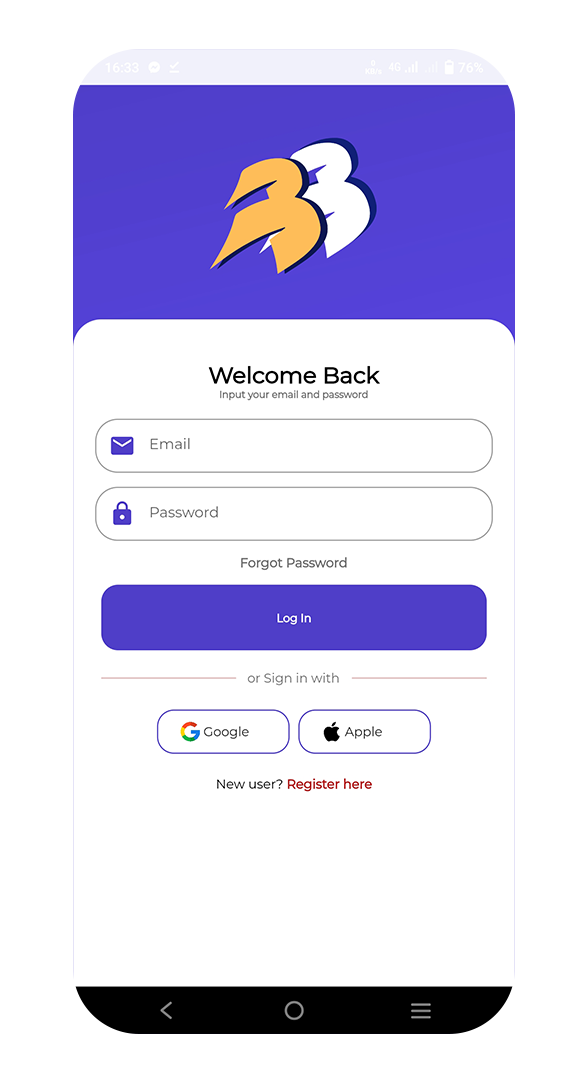 16:33 4G 76%
Welcome Back
Input your email and password
Email
Password
Forgot Password
Log In
or Sign in with
Google Apple
New user? Register here